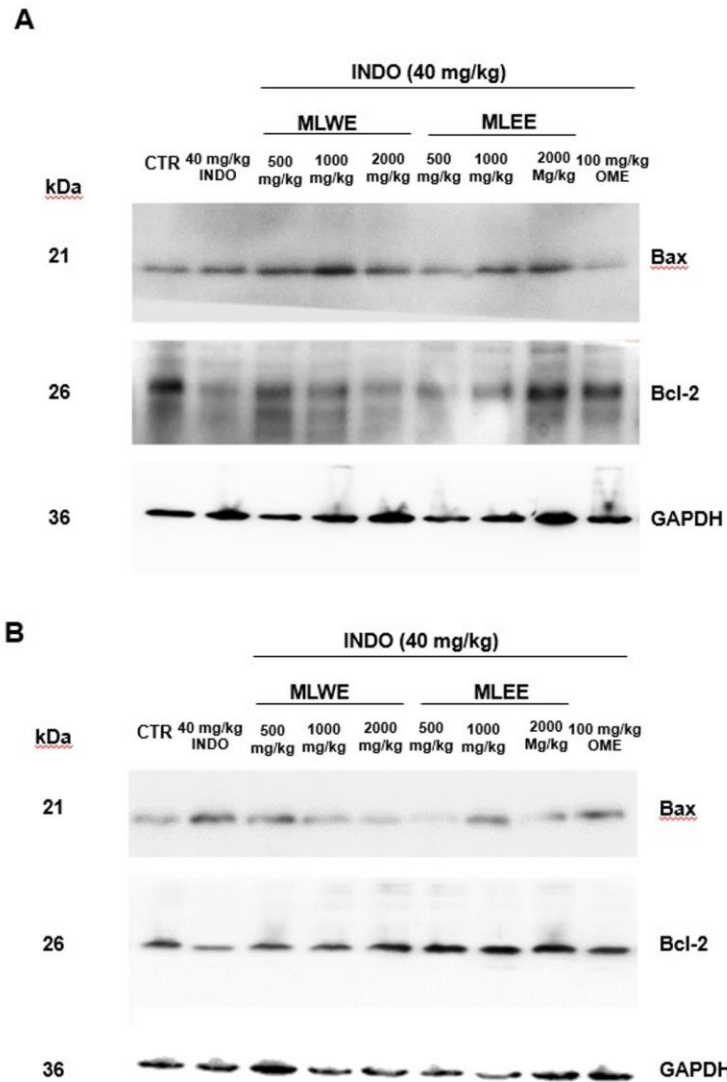 A
INDO (40 mg/kg)
MLWE MLEE
CTR 40 mg/kg INDO 500 mg/kg 1000 mg/kg 2000 mg/kg 500 mg/kg 1000 mg/kg 2000 Mg/kg 100 mg/kg OME
kDa
21 Bax
26 Bcl-2
36 GAPDH
B
INDO (40 mg/kg)
MLWE MLEE
CTR 40 mg/kg INDO 500 mg/kg 1000 mg/kg 2000 mg/kg 500 mg/kg 1000 mg/kg 2000 Mg/kg 100 mg/kg OME
kDa
21 Bax
26 Bcl-2
36 GAPDH